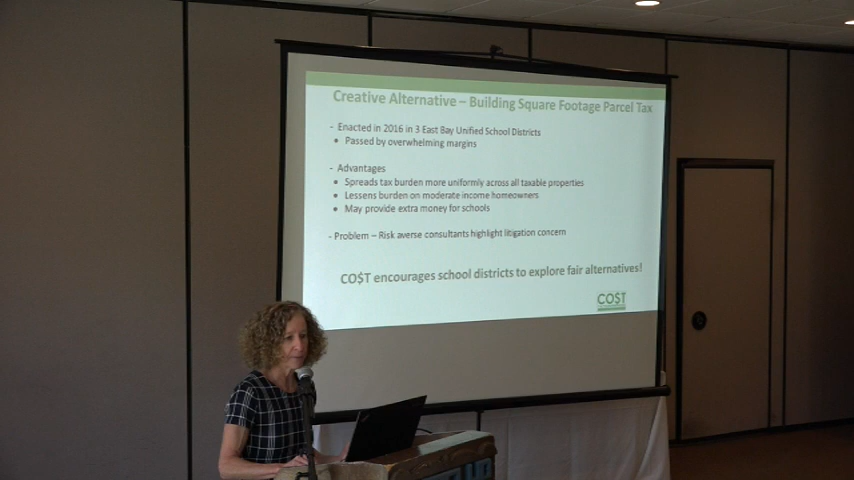 Creative Alternative – Building Square Footage Parcel Tax
- Enacted in 2016 in 3 East Bay Unified School Districts
• Passed by overwhelming margins
- Advantages
• Spreads tax burden more uniformly across all taxable properties
• Lessens burden on moderate income homeowners
• May provide extra money for schools
- Problem – Risk averse consultants highlight litigation concern
CO$T encourages school districts to explore fair alternatives!
CO$T